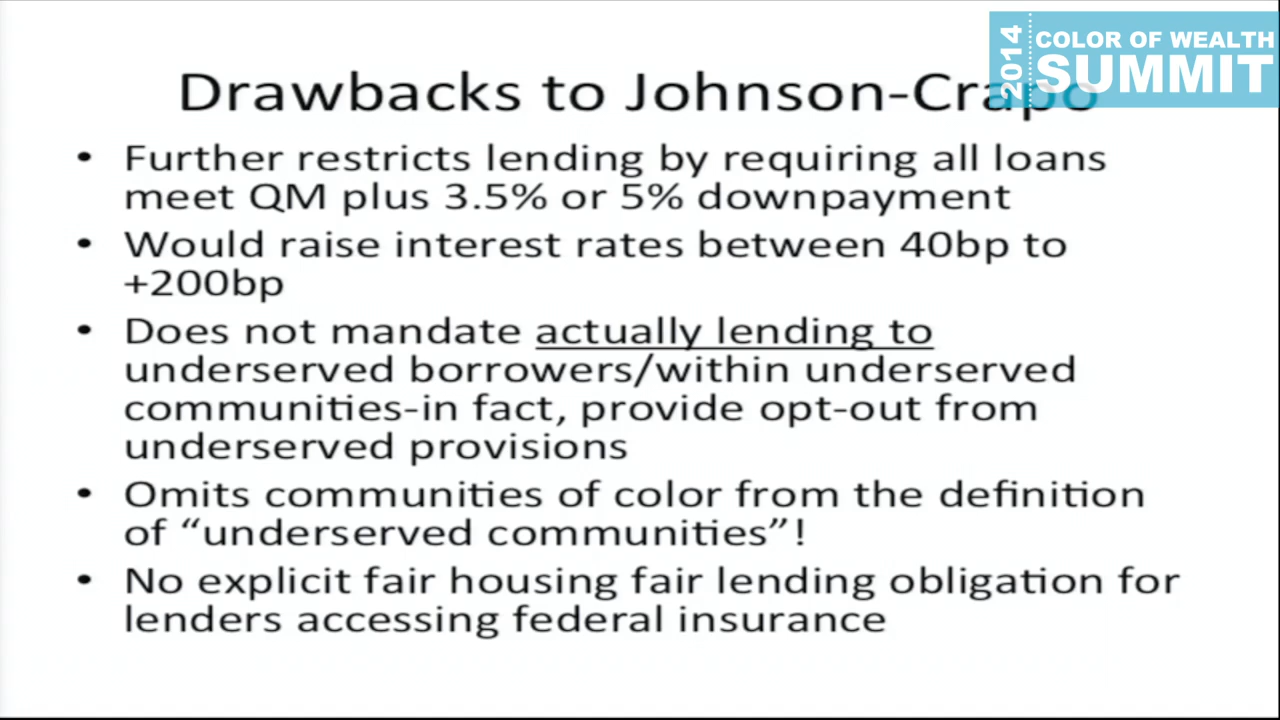 2014
COLOR OF WEALTH
SUMMIT
Drawbacks to Johnson-Crapo
• Further restricts lending by requiring all loans
meet QM plus 3.5% or 5% downpayment
• Would raise interest rates between 40bp to
+200bp
• Does not mandate actually lending to
underserved borrowers/within underserved
communities-in fact, provide opt-out from
underserved provisions
• Omits communities of color from the definition
of “underserved communities”!
• No explicit fair housing fair lending obligation for
lenders accessing federal insurance